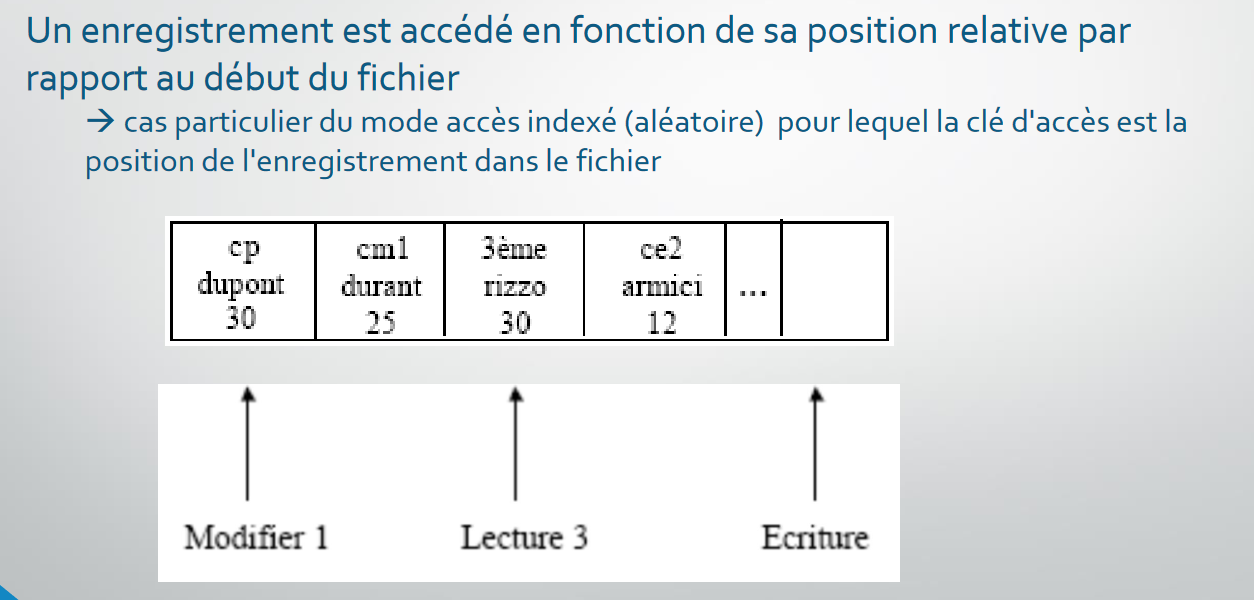 Un enregistrement est accédé en fonction de sa position relative par
rapport au début du fichier
→ cas particulier du mode accès indexé (aléatoire) pour lequel la clé d'accès est la
position de l'enregistrement dans le fichier
cp cm1 3ème ce2
dupont durant rizzo armici ...
30 25 30 12
Modifier 1 Lecture 3 Ecriture